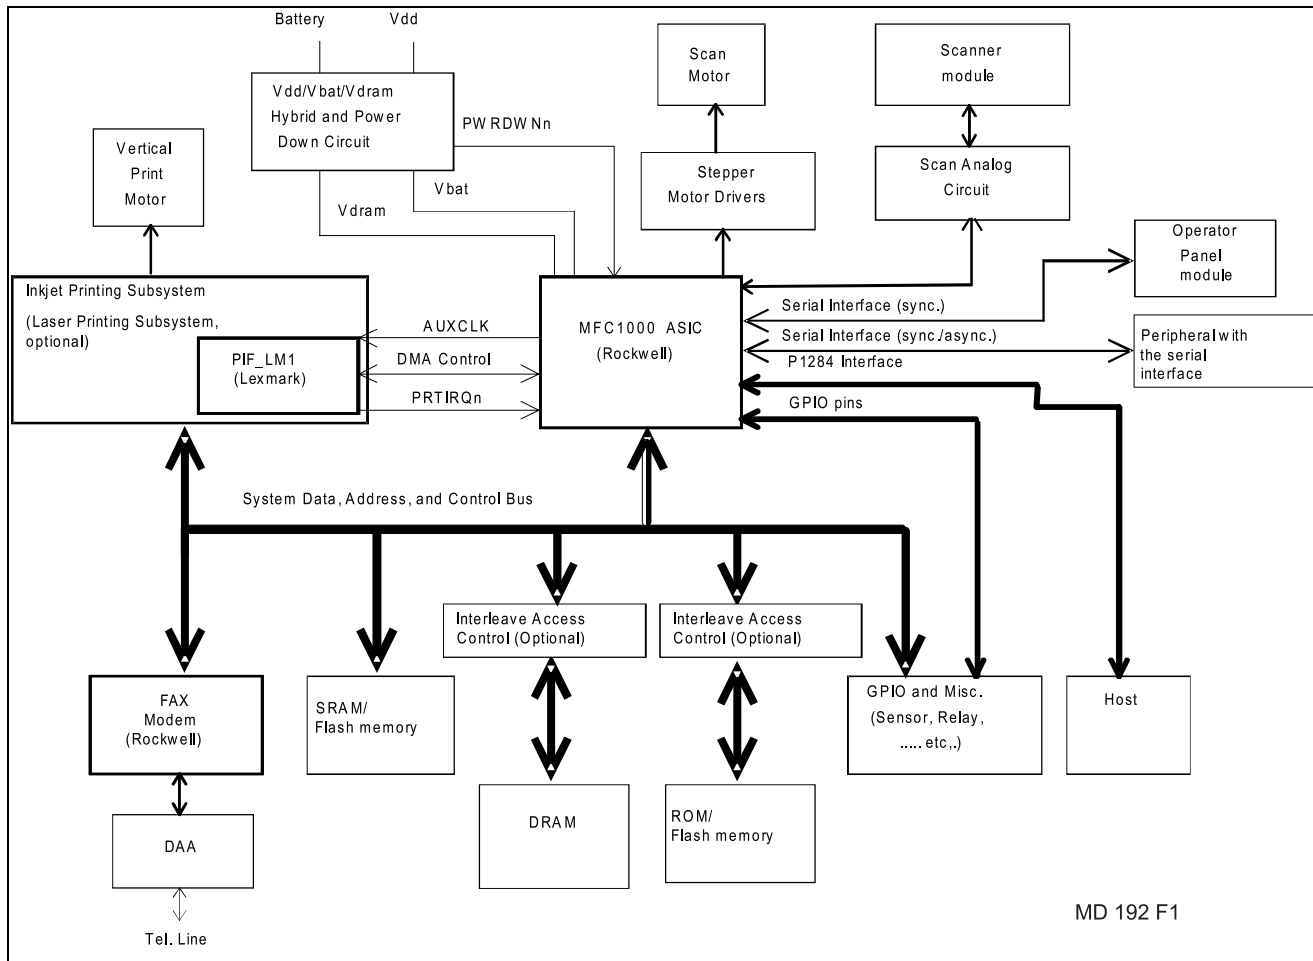 Battery
Vdd
Vdd/Vbat/Vdram
Hybrid and Power
Down Circuit
PWRDWNn
Vbat
Vdram
Scan
Motor
Scanner
module
Vertical
Print
Motor
Stepper
Motor Drivers
Scan Analog
Circuit
Operator
Panel
module
Inkjet Printing Subsystem
(Laser Printing Subsystem,
optional)
PIF_LM1
(Lexmark)
AUXCLK
DMA Control
PRTIRQn
MFC1000 ASIC
(Rockwell)
Serial Interface (sync.)
Serial Interface (sync./async.)
P1284 Interface
GPIO pins
Peripheral with
the serial
interface
System Data, Address, and Control Bus
Interleave Access
Control (Optional)
Interleave Access
Control (Optional)
FAX
Modem
(Rockwell)
SRAM/
Flash memory
GPIO and Misc.
(Sensor, Relay,
..... etc,.)
Host
DAA
DRAM
ROM/
Flash memory
Tel. Line
MD 192 F1